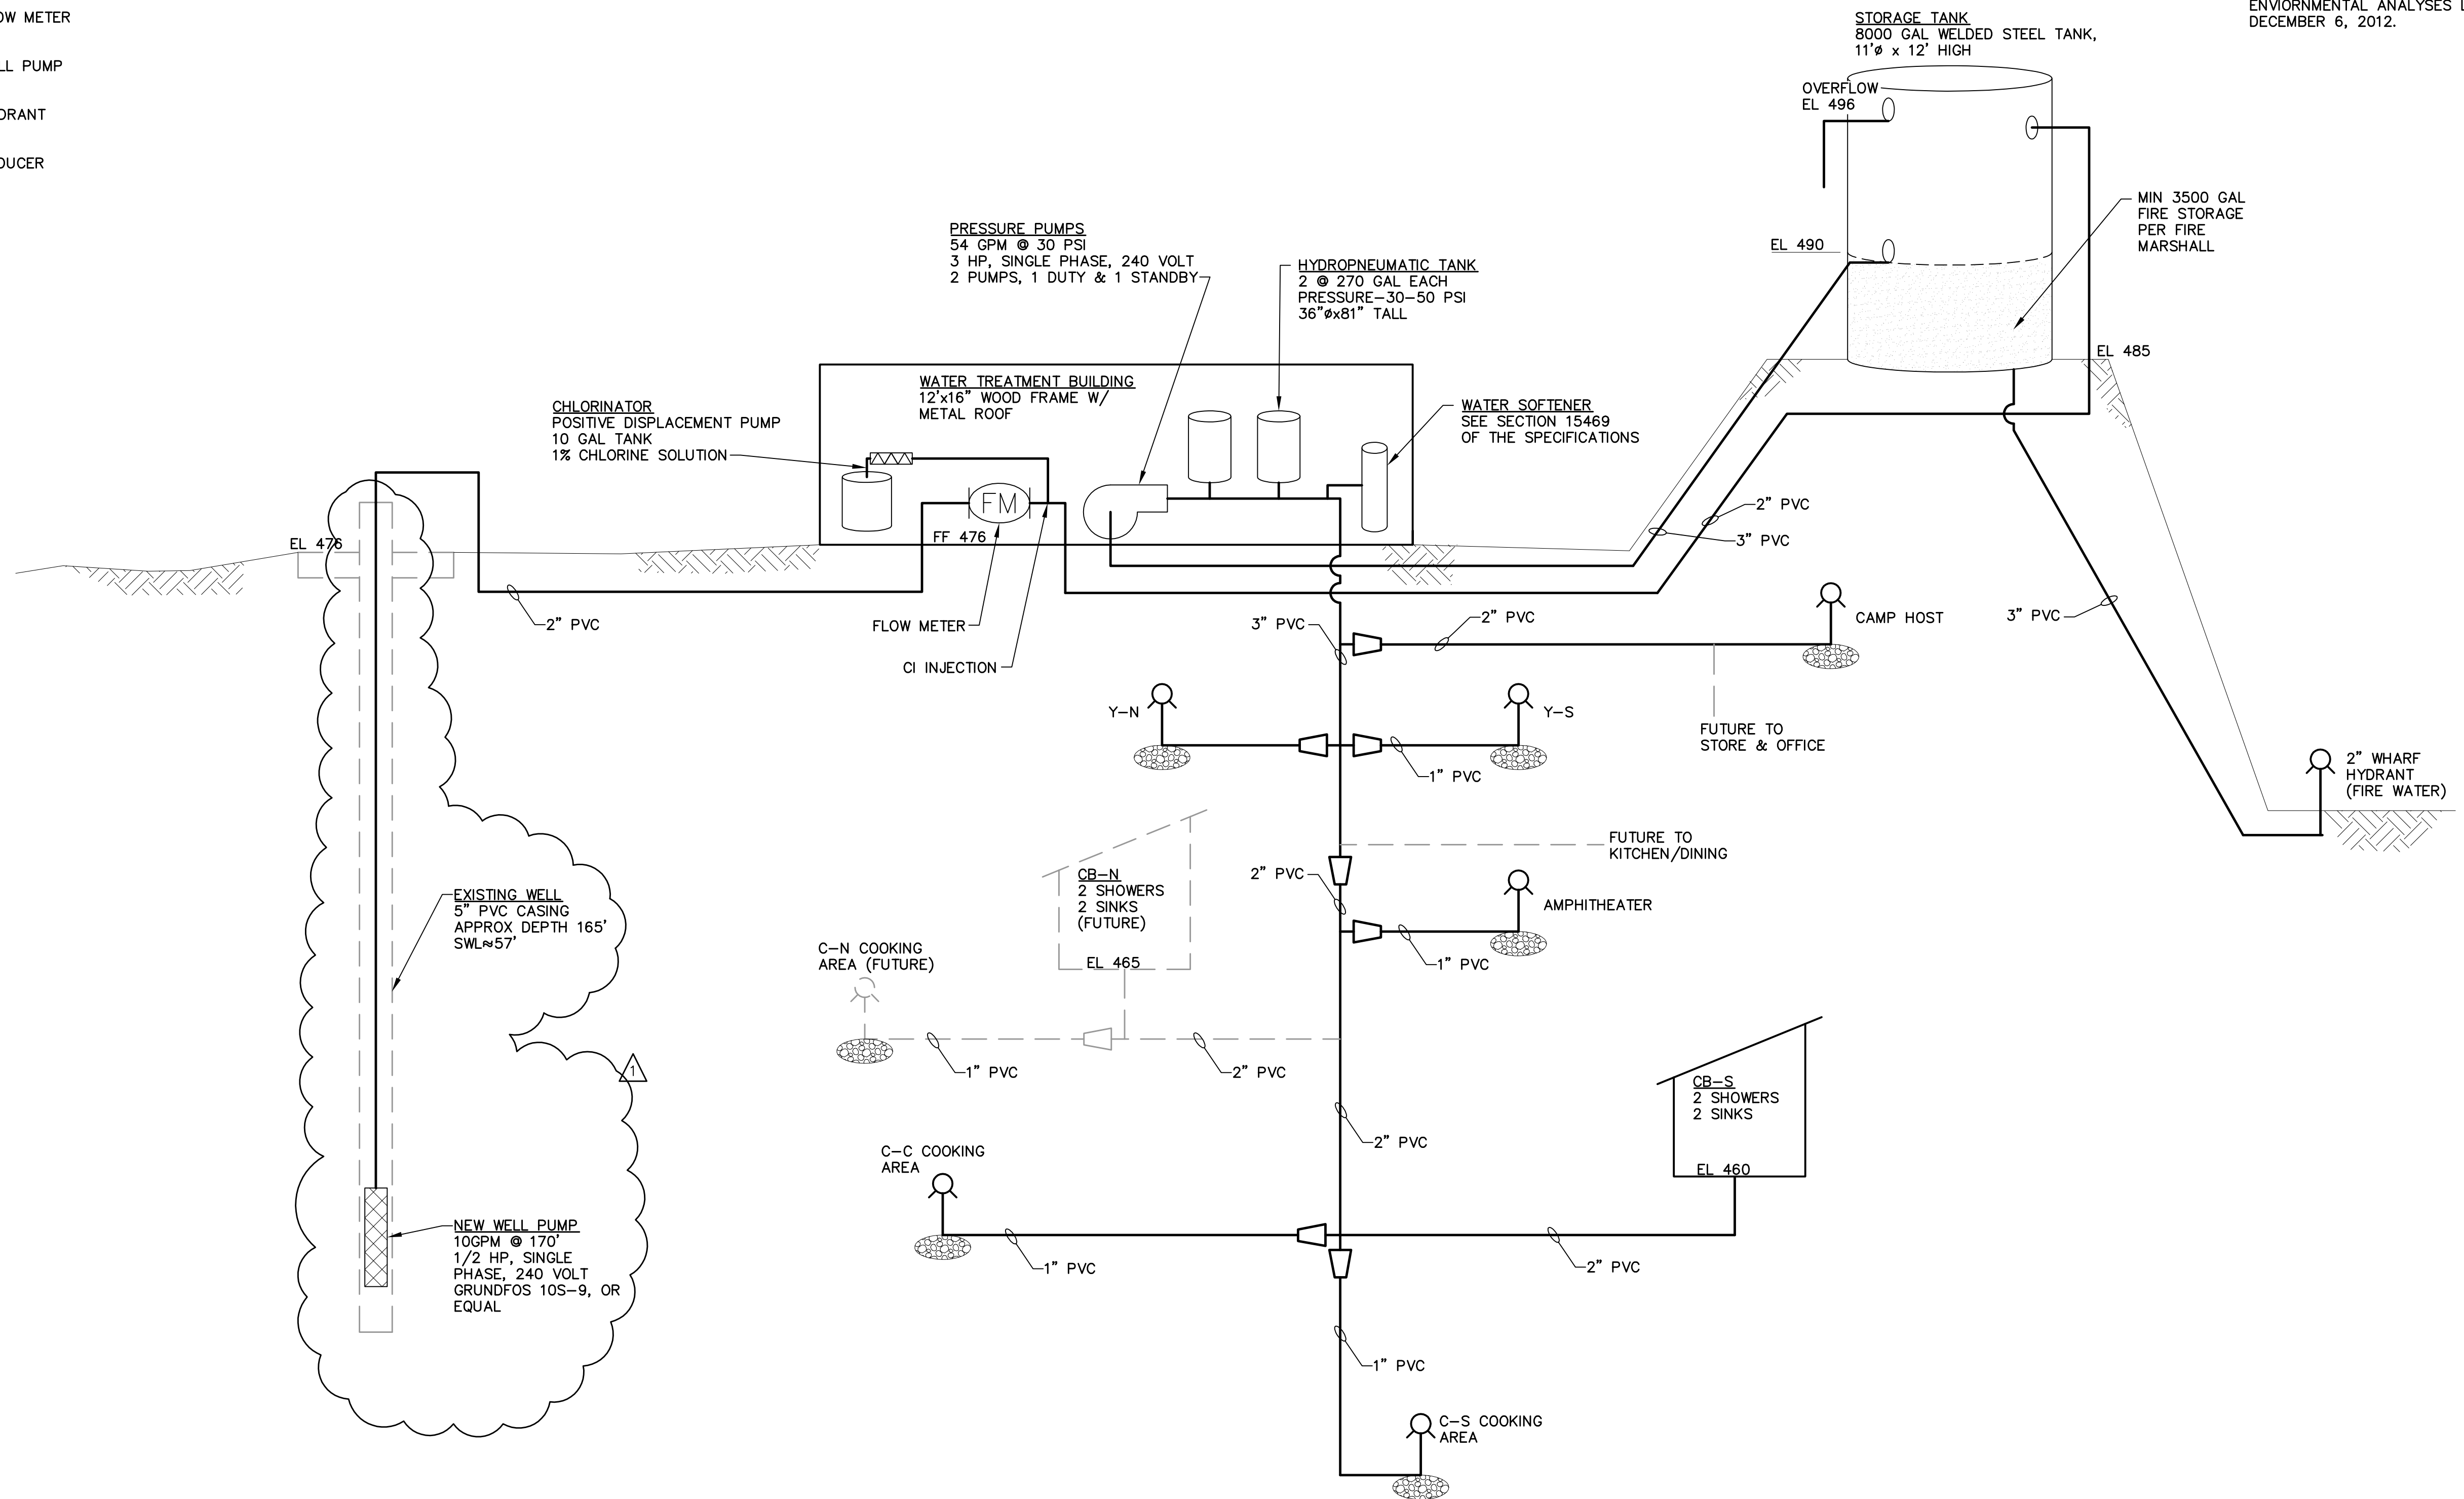 FLOW METER
LL PUMP
DRANT
DUCER
ENVIORNMENTAL ANALYSES
DECEMBER 6, 2012.
STORAGE TANK
8000 GAL WELDED STEEL TANK,
11'ø x 12' HIGH
OVERFLOW
EL 496
EL 490
MIN 3500 GAL
FIRE STORAGE
PER FIRE
MARSHALL
EL 485
PRESSURE PUMPS
54 GPM @ 30 PSI
3 HP, SINGLE PHASE, 240 VOLT
2 PUMPS, 1 DUTY & 1 STANDBY
HYDROPNEUMATIC TANK
2 @ 270 GAL EACH
PRESSURE-30-50 PSI
36"øx81" TALL
WATER TREATMENT BUILDING
12'x16" WOOD FRAME W/
METAL ROOF
CHLORINATOR
POSITIVE DISPLACEMENT PUMP
10 GAL TANK
1% CHLORINE SOLUTION
WATER SOFTENER
SEE SECTION 15469
OF THE SPECIFICATIONS
FM
FF 476
EL 476
2" PVC
3" PVC
2" PVC
FLOW METER
Cl INJECTION
3" PVC
2" PVC
CAMP HOST
3" PVC
Y-N
Y-S
1" PVC
FUTURE TO
STORE & OFFICE
2" WHARF
HYDRANT
(FIRE WATER)
FUTURE TO
KITCHEN/DINING
2" PVC
AMPHITHEATER
1" PVC
CB-N
2 SHOWERS
2 SINKS
(FUTURE)
EL 465
EXISTING WELL
5" PVC CASING
APPROX DEPTH 165'
SWL≈57'
C-N COOKING
AREA (FUTURE)
1" PVC
2" PVC
1
CB-S
2 SHOWERS
2 SINKS
EL 460
2" PVC
C-C COOKING
AREA
1" PVC
2" PVC
NEW WELL PUMP
10GPM @ 170'
1/2 HP, SINGLE
PHASE, 240 VOLT
GRUNDFOS 10S-9, OR
EQUAL
1" PVC
C-S COOKING
AREA